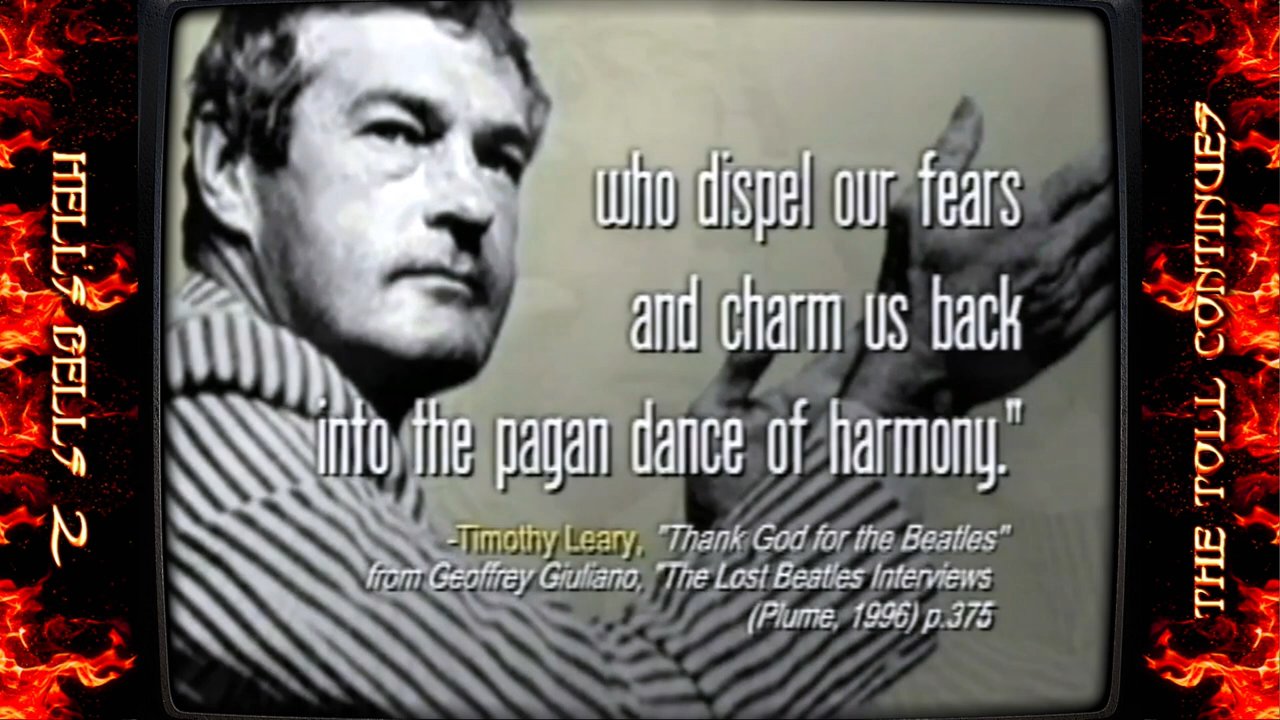 HELL'S BELLS 2
who dispel our fears
and charm us back
into the pagan dance of harmony."
-Timothy Leary, "Thank God for the Beatles"
from Geoffrey Giuliano, "The Lost Beatles Interviews
(Plume, 1996) p.375
THE TOLL CONTINUES